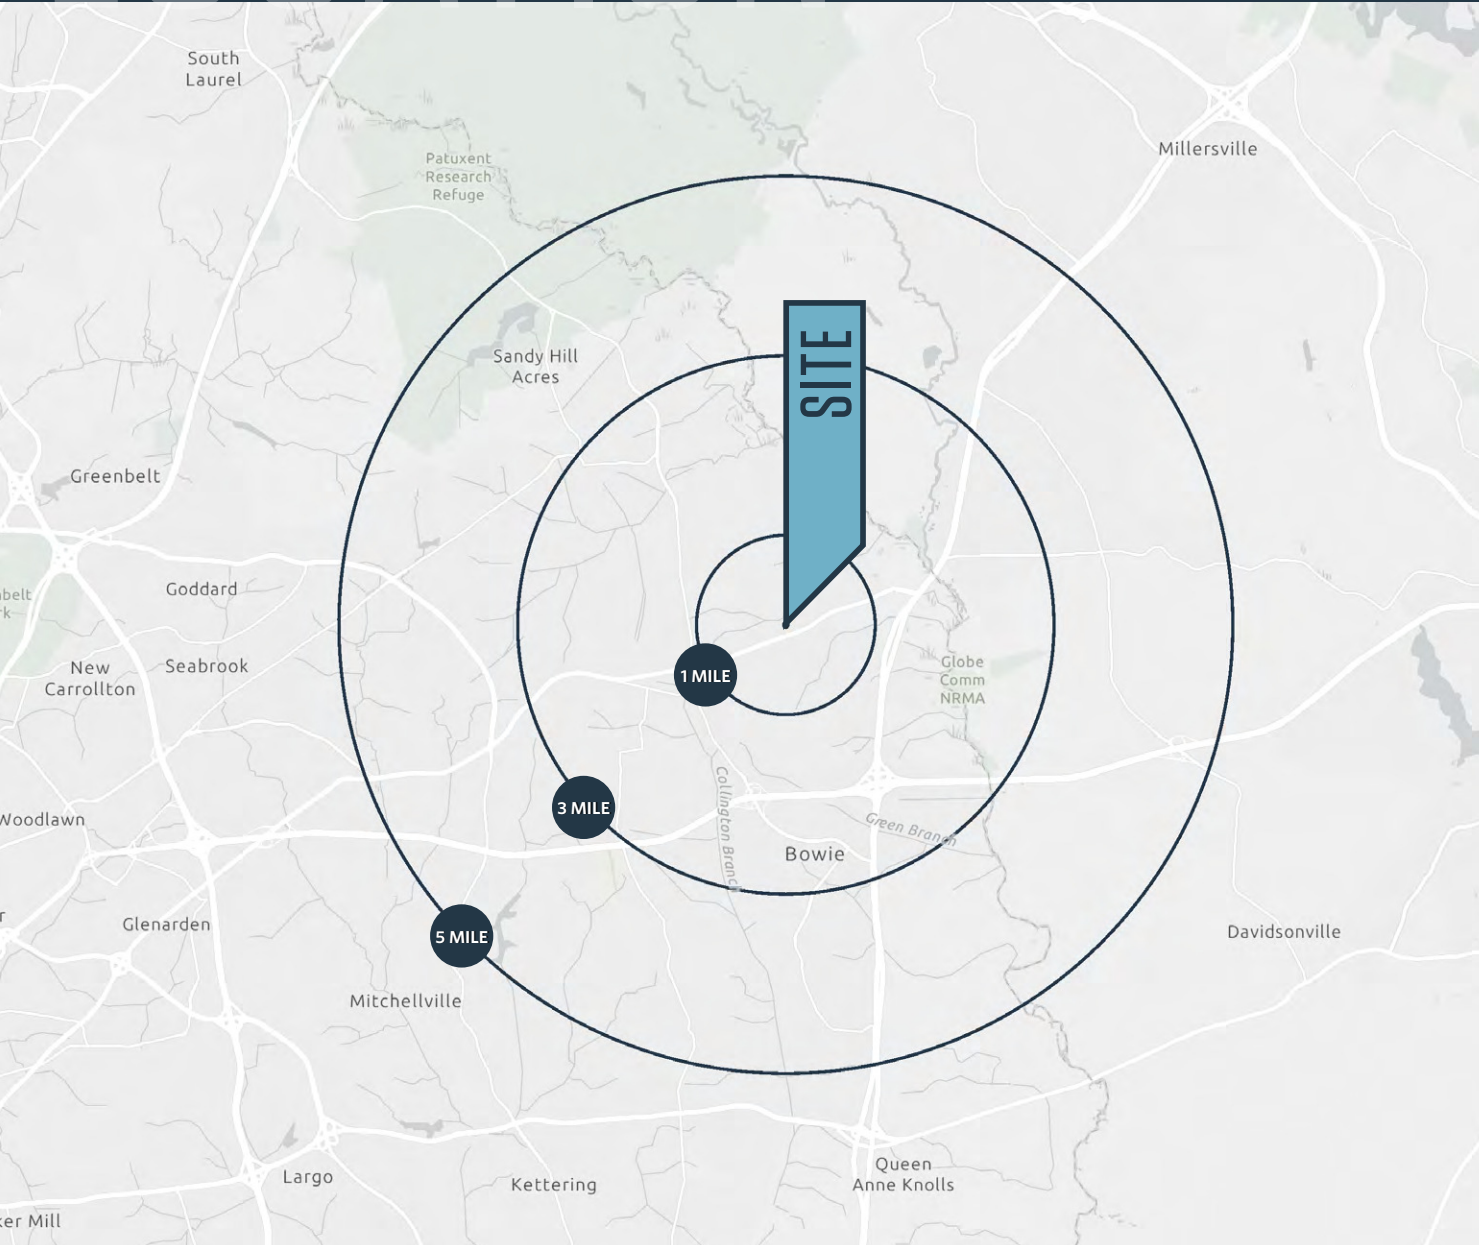 South
Laurel
Millersville
Patuxent
Research
Refuge
SITE
Sandy Hill
Acres
Greenbelt
Goddard
New
Carrollton
Seabrook
Globe
Comm
NRMA
1 MILE
3 MILE
Collington Branch
Green Branch
Bowie
Woodlawn
Glenarden
5 MILE
Davidsonville
Mitchellville
Largo
Kettering
Queen
Anne Knolls
Mill